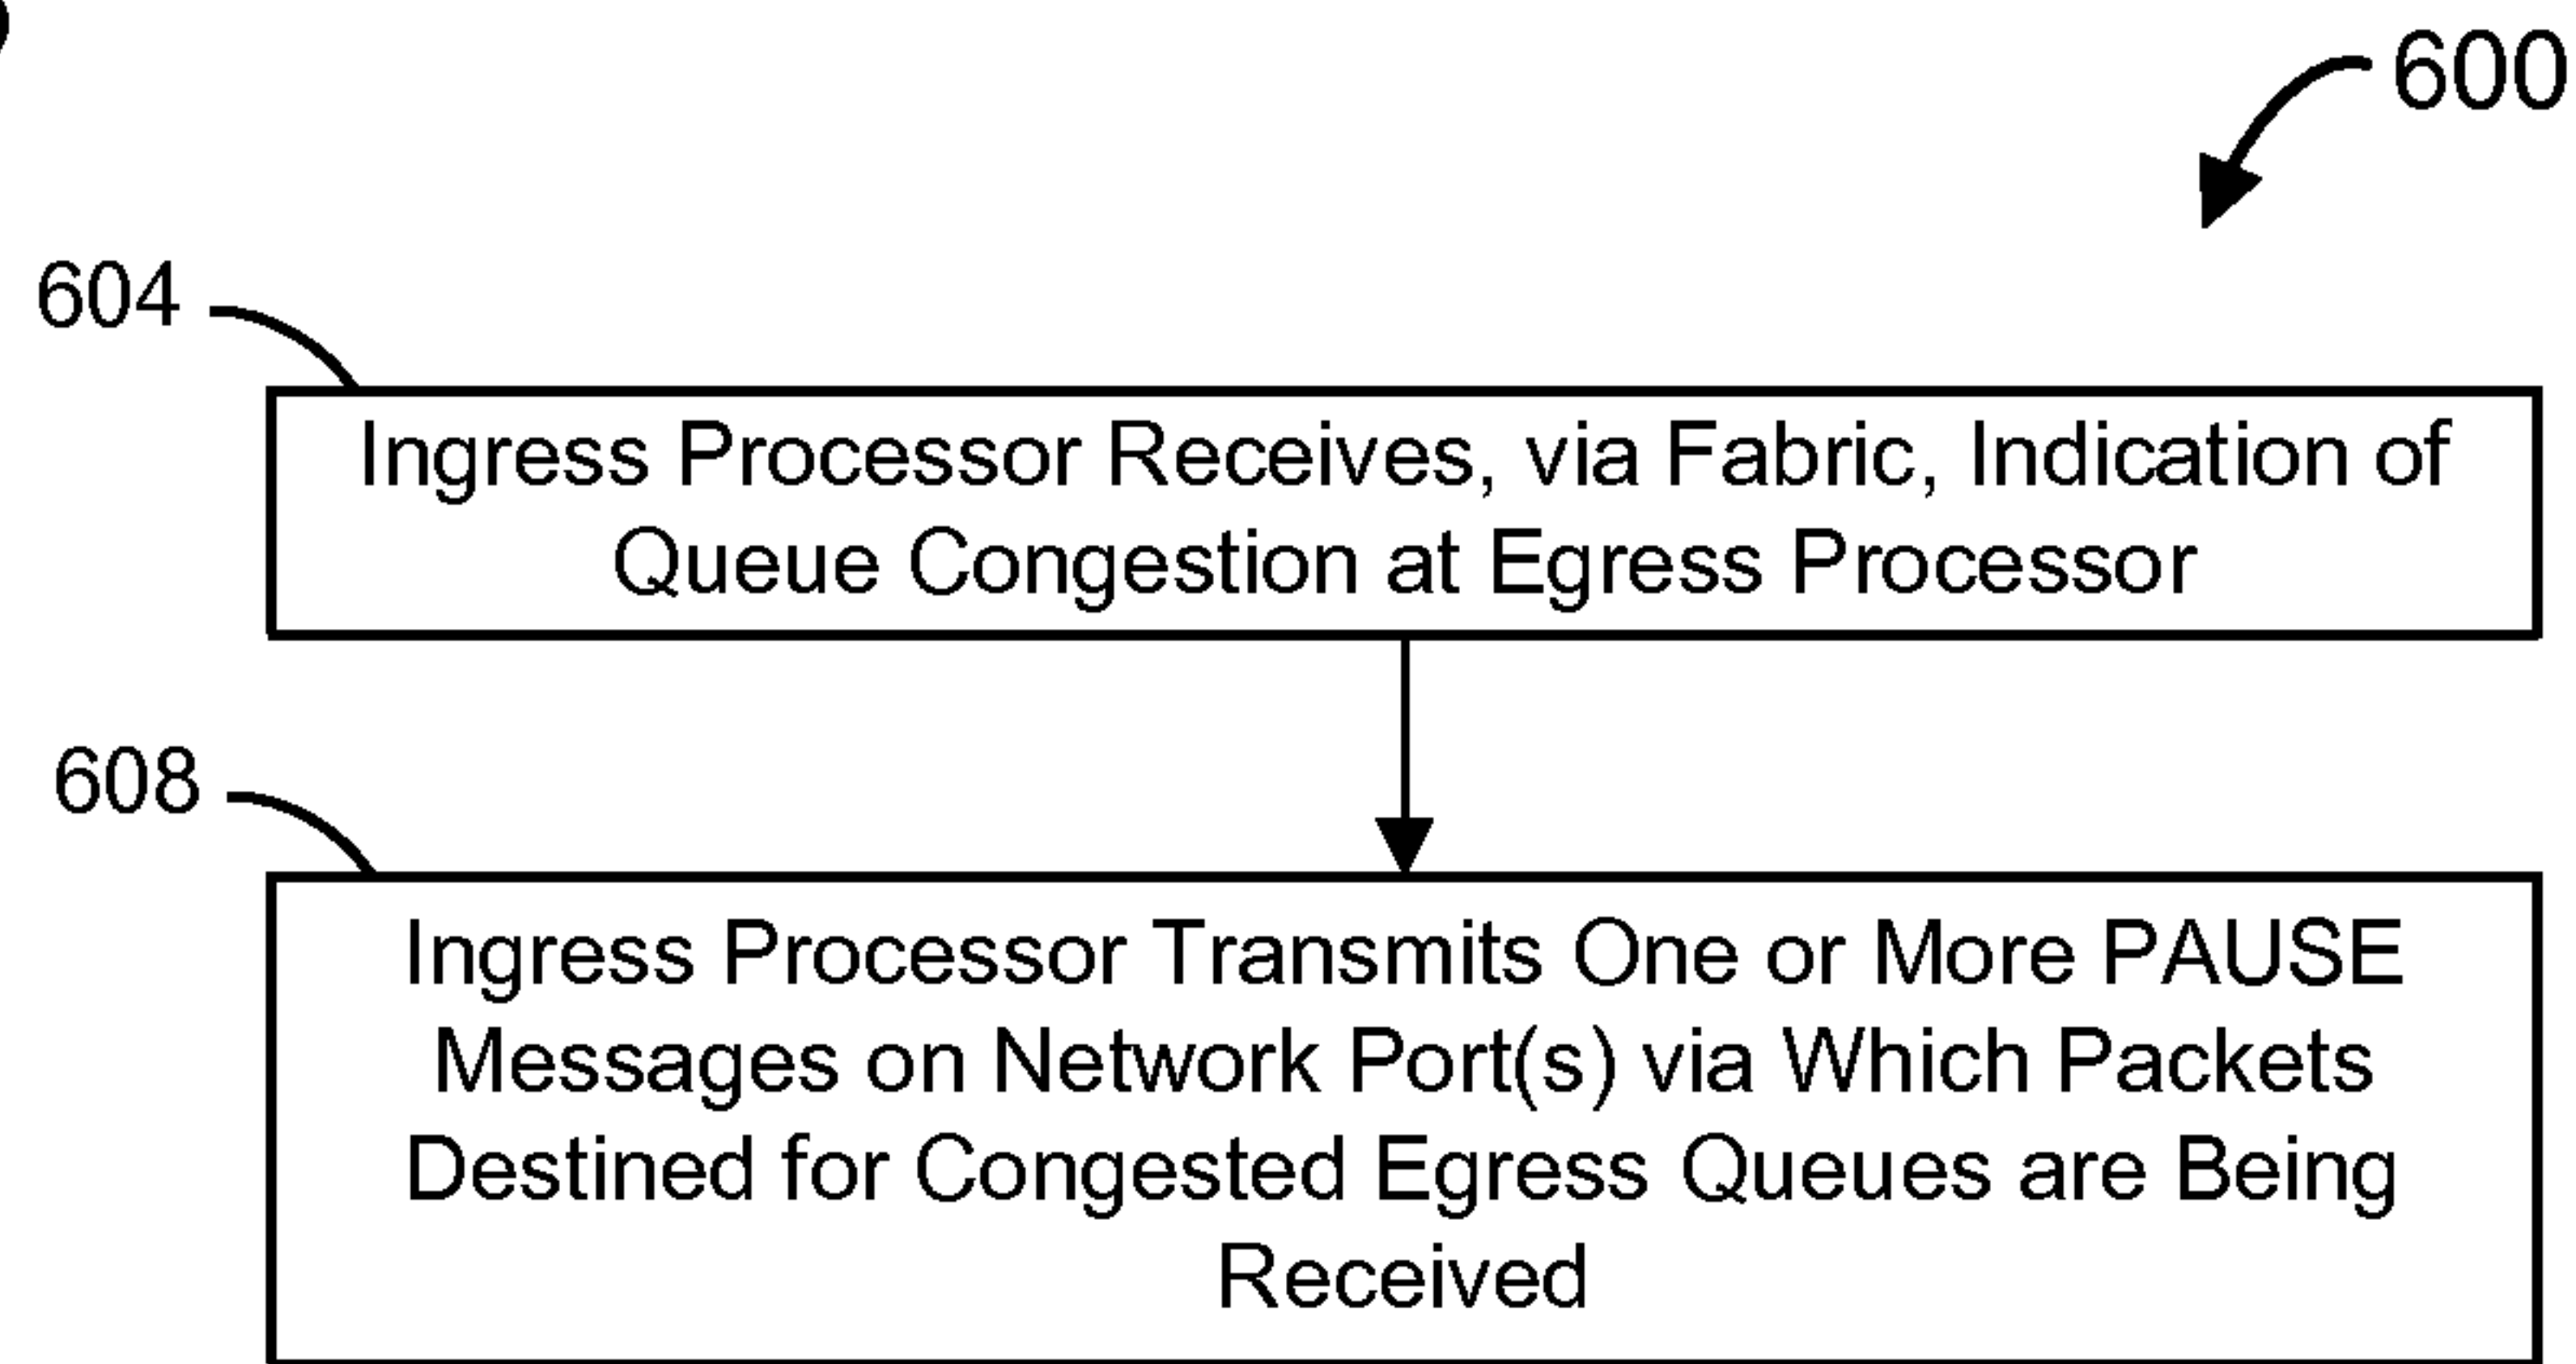 600
604
Ingress Processor Receives, via Fabric, Indication of
Queue Congestion at Egress Processor
608
Ingress Processor Transmits One or More PAUSE
Messages on Network Port(s) via Which Packets
Destined for Congested Egress Queues are Being
Received